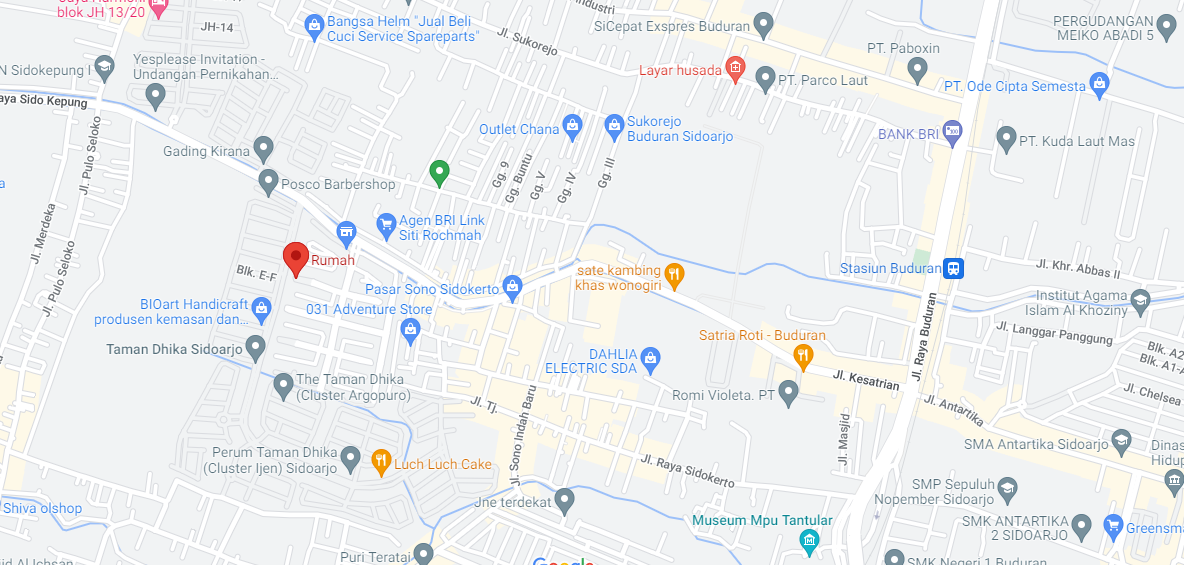 blok JH 13/20
JH-14
Bangsa Helm "Jual Beli
Cuci Service Spareparts"
Jl. Sukorejo
SiCepat Exspres Buduran
PT. Paboxin
PERGUDANGAN
MEIKO ABADI 5
N Sidokepung I
Yesplease Invitation -
Undangan Pernikahan...
Layar husada
PT. Parco Laut
PT. Ode Cipta Semesta
aya Sido Kepung
Outlet Chana
Sukorejo
Buduran Sidoarjo
BANK BRI
PT. Kuda Laut Mas
Gading Kirana
Posco Barbershop
Jl. Pulo Seloko
Gg. 9
Gg. Buntu
Gg. V
Gg. IV
Gg. III
Jl. Merdeka
Jl. Pulo Seloko
Agen BRI Link
Siti Rochmah
Rumah
Blk. E-F
Pasar Sono Sidokerto
sate kambing
khas wonogiri
Stasiun Buduran
Jl. Khr. Abbas II
Institut Agama
Islam Al Khoziny
BIOart Handicraft
produsen kemasan dan...
031 Adventure Store
Taman Dhika Sidoarjo
Satria Roti - Buduran
Jl. Raya Buduran
Jl. Langgar Panggung
Blk. A2
Blk. A1-A
DAHLIA
ELECTRIC SDA
The Taman Dhika
(Cluster Argopuro)
Jl. Kesatrian
Romi Violeta. PT
Jl. Chelsea
Jl. Tj.
Jl. Sono Indah Baru
Jl. Antartika
Jl. Masjid
SMA Antartika Sidoarjo
Dinas
Hidup
Perum Taman Dhika
(Cluster Ijen) Sidoarjo
Luch Luch Cake
Jl. Raya Sidokerto
SMP Sepuluh
Nopember Sidoarjo
Shiva olshop
Jne terdekat
Museum Mpu Tantular
SMK ANTARTIKA
2 SIDOARJO
Greensma
Puri Teratai
SMK Negeri 1 Buduran
Google